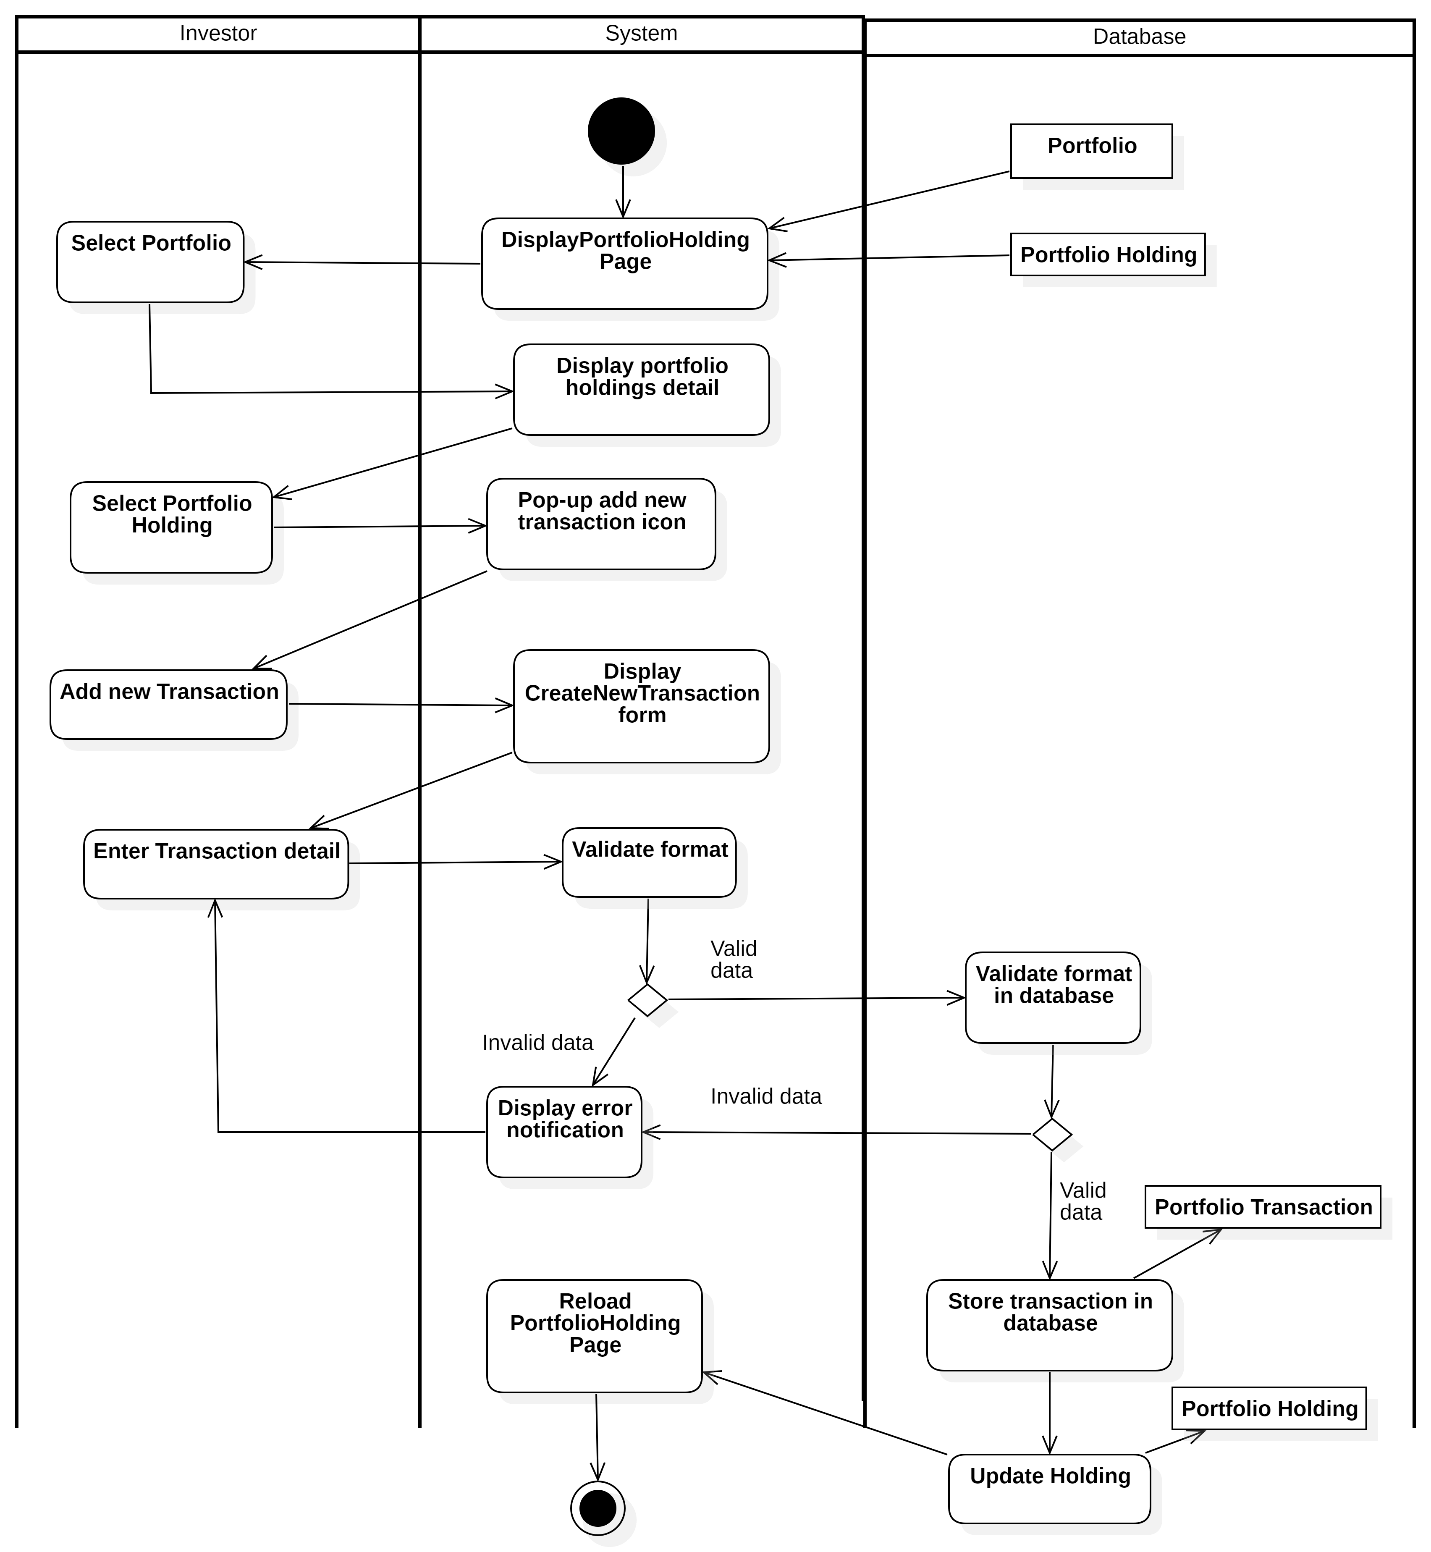 Investor
System
Database
Portfolio
Select Portfolio
DisplayPortfolioHolding
Page
Portfolio Holding
Display portfolio
holdings detail
Select Portfolio
Holding
Pop-up add new
transaction icon
Add new Transaction
Display
CreateNewTransaction
form
Enter Transaction detail
Validate format
Valid
data
Validate format
in database
Invalid data
Invalid data
Display error
notification
Valid
data
Portfolio Transaction
Reload
PortfolioHolding
Page
Store transaction in
database
Portfolio Holding
Update Holding